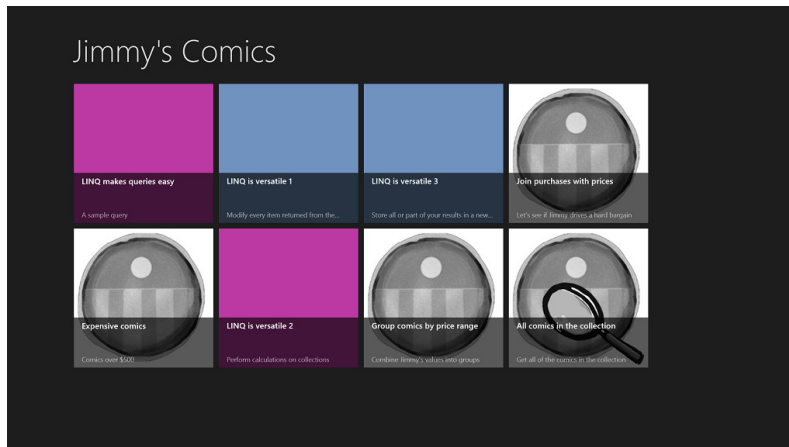 Jimmy's Comics
LINQ makes queries easy
A sample query
LINQ is versatile 1
Modify every item returned from the...
LINQ is versatile 3
Store all or part of your results in a new...
Join purchases with prices
Let's see if Jimmy drives a hard bargain
Expensive comics
Comics over $500
LINQ is versatile 2
Perform calculations on collections
Group comics by price range
Combine Jimmy's values into groups
All comics in the collection
Get all of the comics in the collection